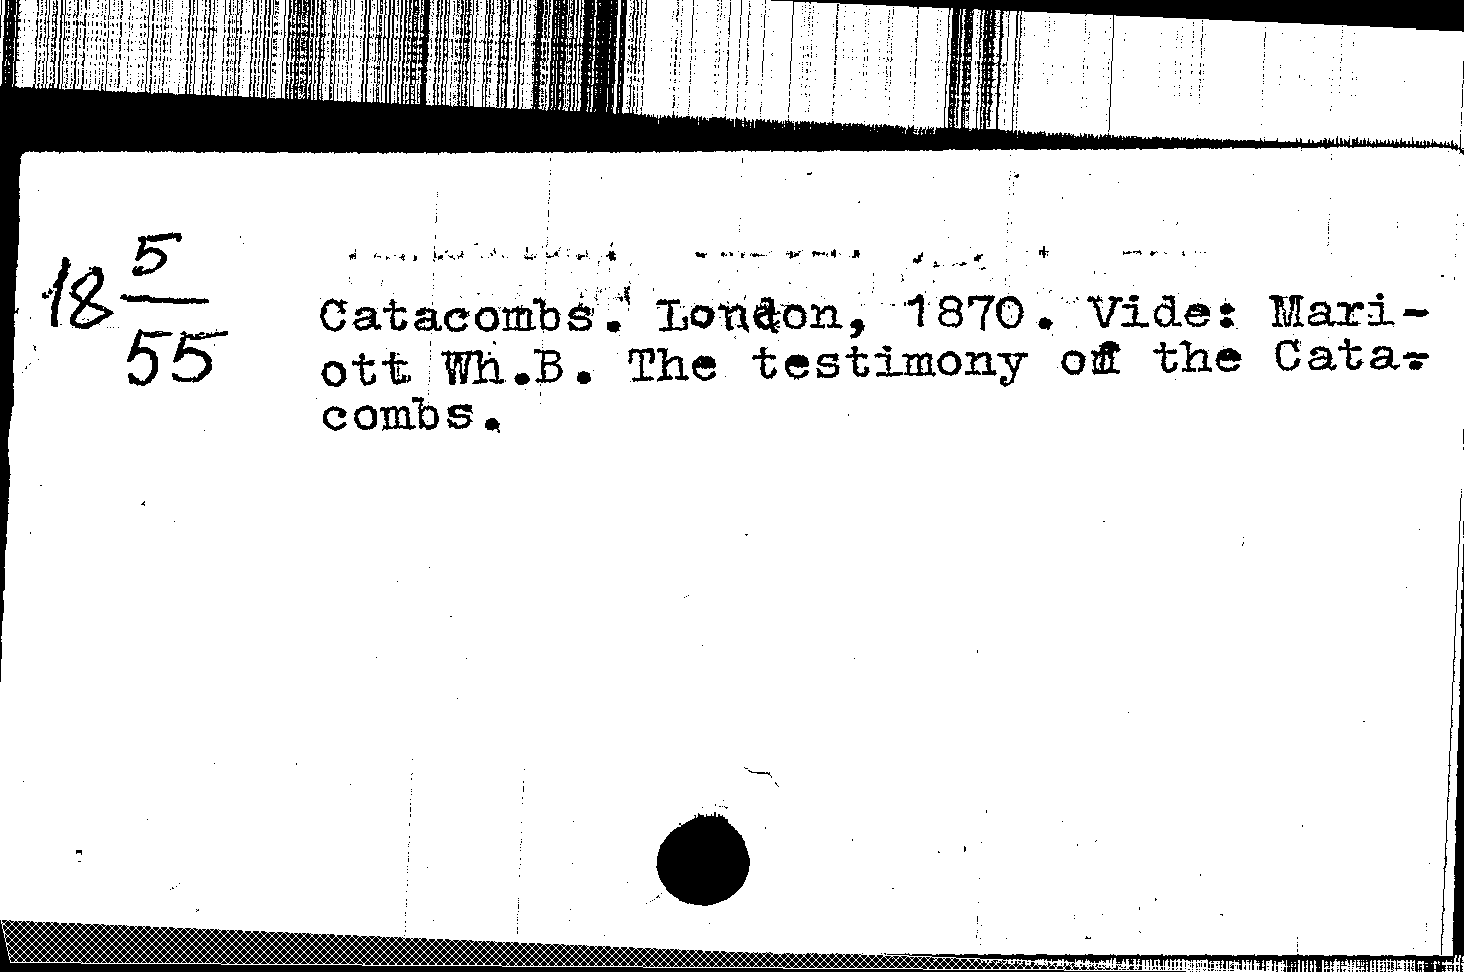 18 5/55
Catacombs. London, 1870. Vide: Mari-
ott Wh.B. The testimony of the Cata-
combs.